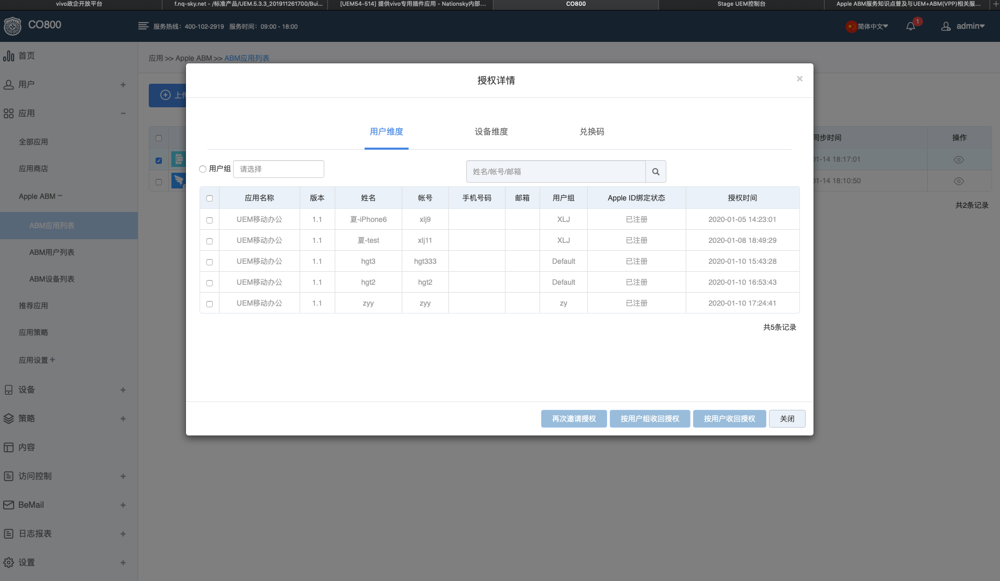 vivo政企开放平台
f.nq-sky.net - /标准产品/UEM.5.3.3_201911261700/Bui...
[UEM54-514] 提供vivo专用插件应用 - Nationsky内部...
CO800
Stage UEM控制台
Apple ABM服务知识点普及与UEM+ABM(VPP)相关服...
CO800
服务热线：400-102-2919 服务时间：09:00 - 18:00
简体中文
1
admin
首页
用户
应用
全部应用
应用商店
Apple ABM
ABM应用列表
ABM用户列表
ABM设备列表
推荐应用
应用策略
应用设置
设备
策略
内容
访问控制
BeMail
日志报表
设置
应用 >> Apple ABM >> ABM应用列表
上传
同步时间 操作
01-14 18:17:01
01-14 18:10:50
共2条记录
授权详情
用户维度 设备维度 兑换码
用户组 请选择 姓名/帐号/邮箱
应用名称 版本 姓名 帐号 手机号码 邮箱 用户组 Apple ID绑定状态 授权时间
UEM移动办公 1.1 夏-iPhone6 xlj9 XLJ 已注册 2020-01-05 14:23:01
UEM移动办公 1.1 夏-test xlj11 XLJ 已注册 2020-01-08 18:49:29
UEM移动办公 1.1 hgt3 hgt333 Default 已注册 2020-01-10 15:43:28
UEM移动办公 1.1 hgt2 hgt2 Default 已注册 2020-01-10 16:53:43
UEM移动办公 1.1 zyy zyy zy 已注册 2020-01-10 17:24:41
共5条记录
再次邀请授权 按用户组收回授权 按用户收回授权 关闭